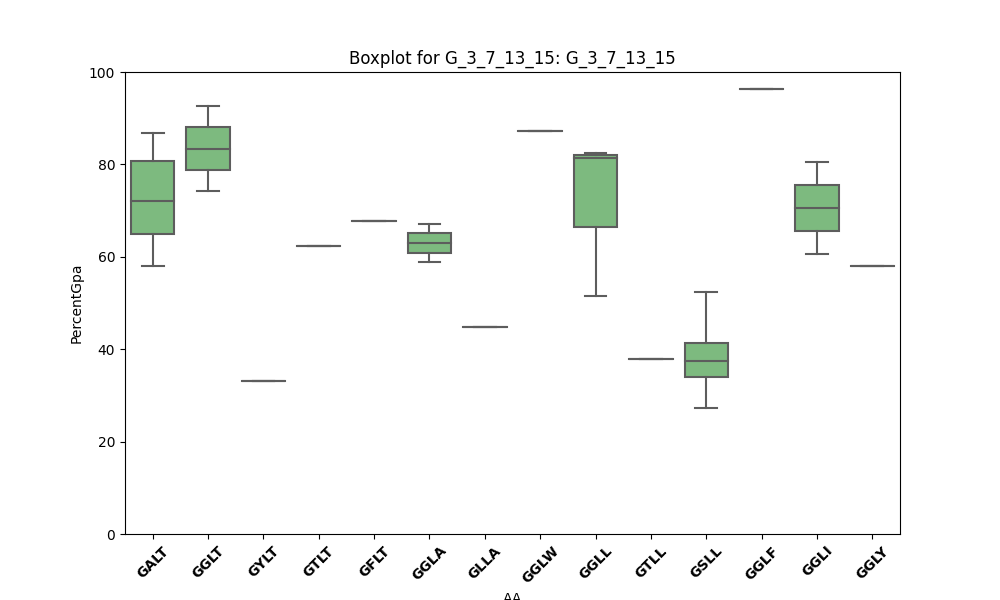 Boxplot for G_3_7_13_15: G_3_7_13_15
100
80
60
40
20
0
PercentGpa
GALT
GGLT
GYLT
GTLT
GFLT
GGLA
GLLA
GGLW
GGLL
GTLL
GSLL
GGLF
GGLI
GGLY
AA